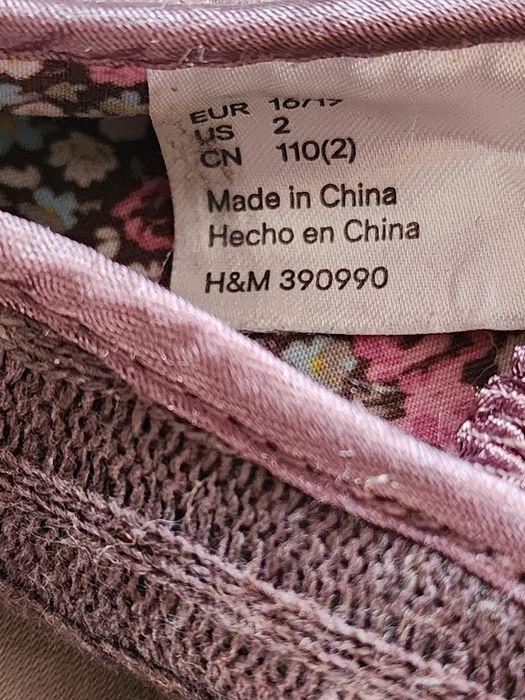 EUR 16/17
US 2
CN 110(2)
Made in China
Hecho en China
H&M 390990